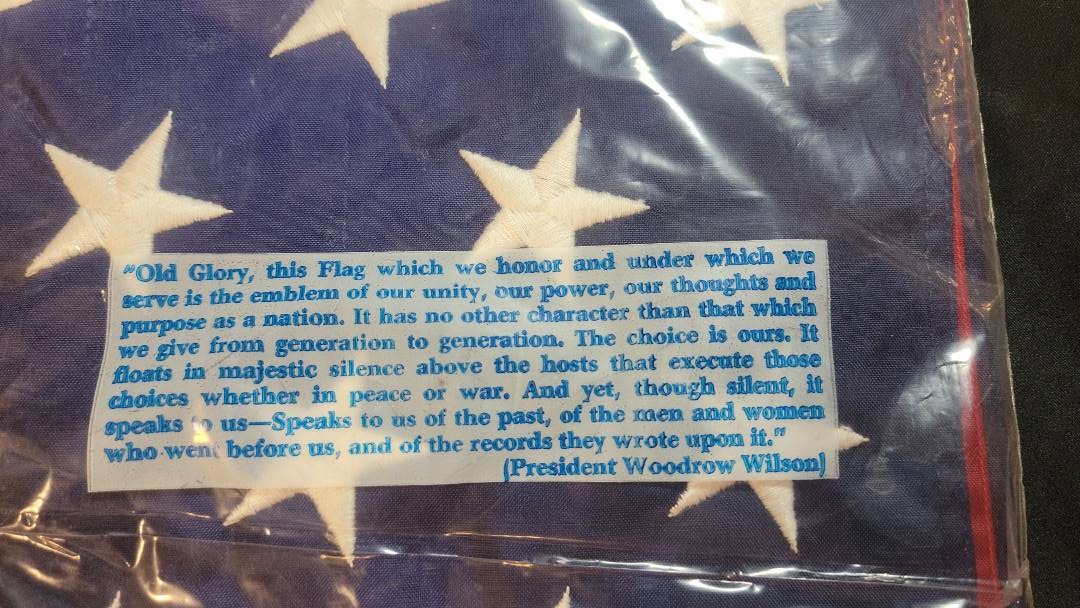 "Old Glory, this Flag which we honor and under which we
serve is the emblem of our unity, our power, our thoughts and
purpose as a nation. It has no other character than that which
we give from generation to generation. The choice is ours. It
floats in majestic silence above the hosts that execute those
choices whether in peace or war. And yet, though silent, it
speaks to us—Speaks to us of the past, of the men and women
who went before us, and of the records they wrote upon it."
(President Woodrow Wilson)